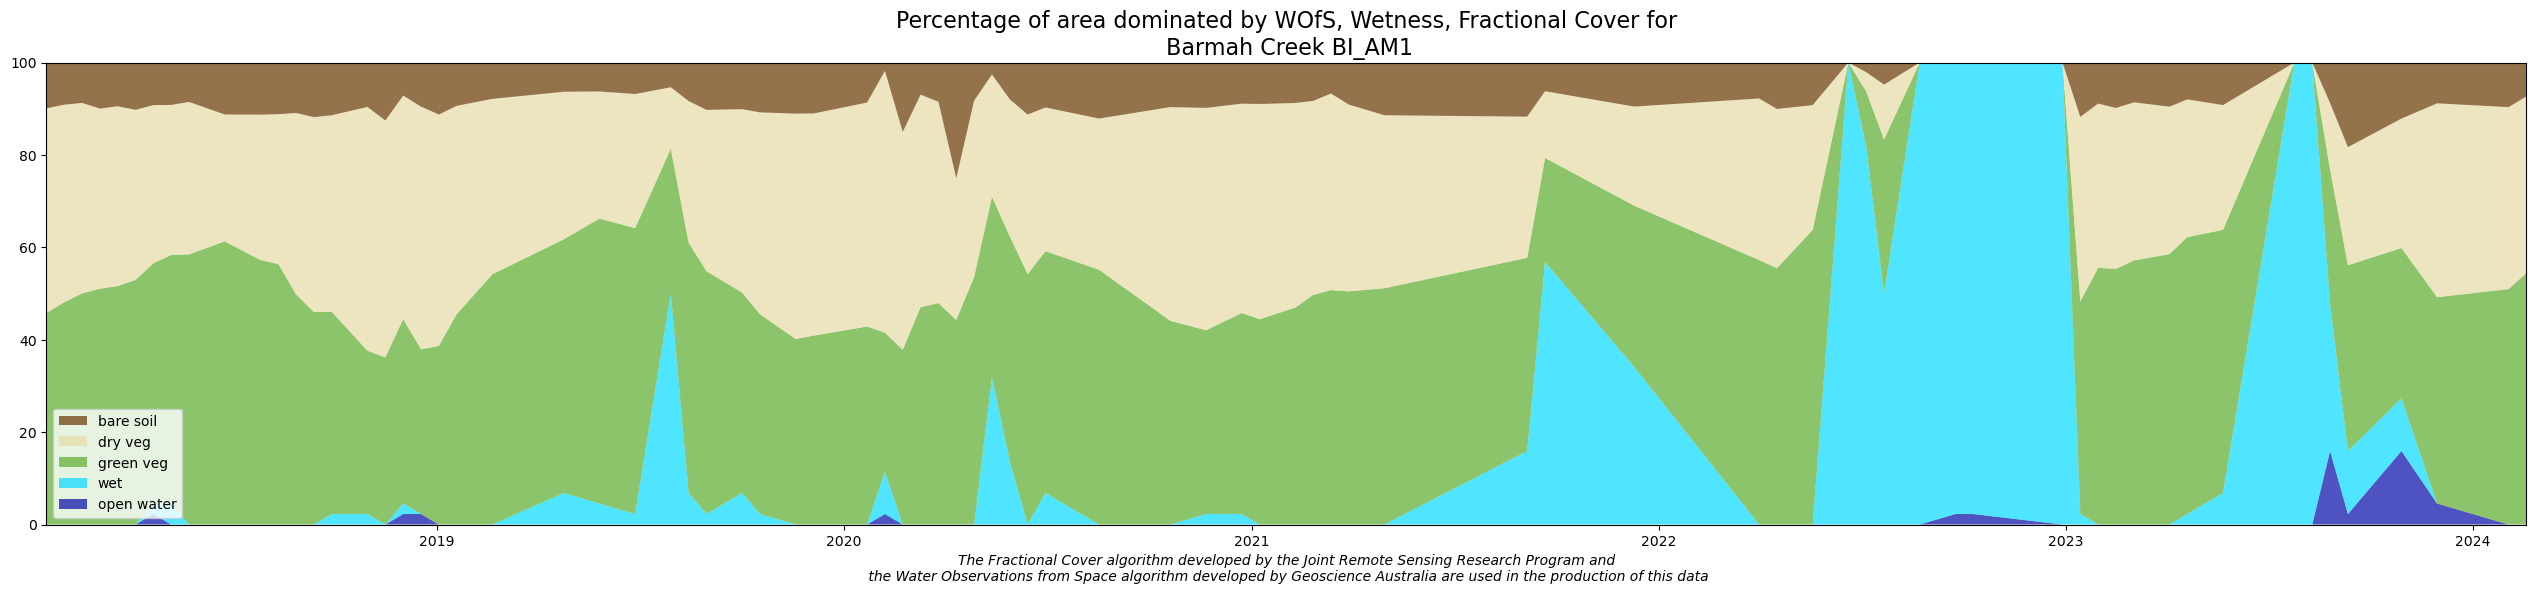 Percentage of area dominated by WOfS, Wetness, Fractional Cover for
Barmah Creek BI_AM1
100
80
60
40
20
0
bare soil
dry veg
green veg
wet
open water
2019
2020
2021
2022
2023
2024
The Fractional Cover algorithm developed by the Joint Remote Sensing Research Program and
the Water Observations from Space algorithm developed by Geoscience Australia are used in the production of this data